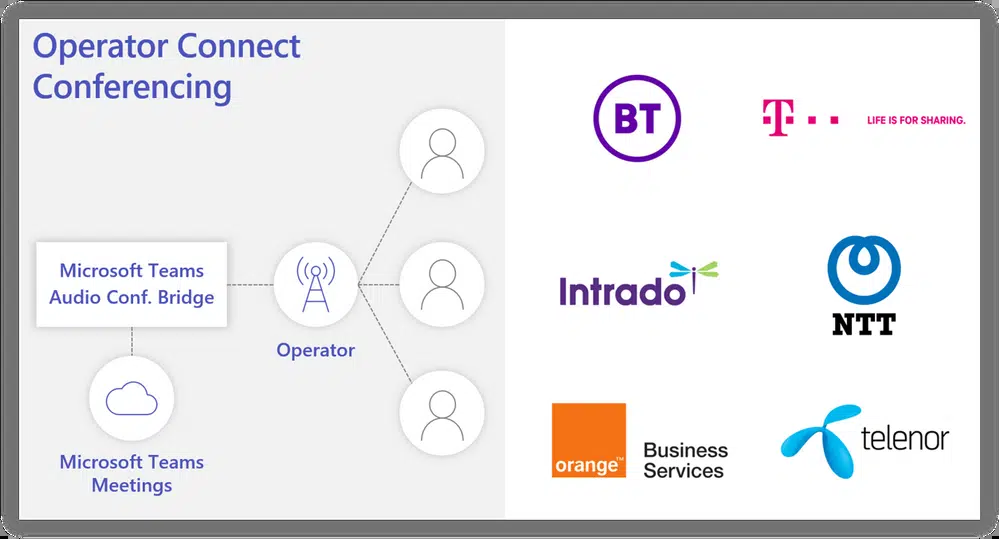 Operator Connect
Conferencing
Microsoft Teams
Audio Conf. Bridge
Operator
Microsoft Teams
Meetings
BT
T
LIFE IS FOR SHARING.
Intrado
NTT
orange™
Business
Services
telenor